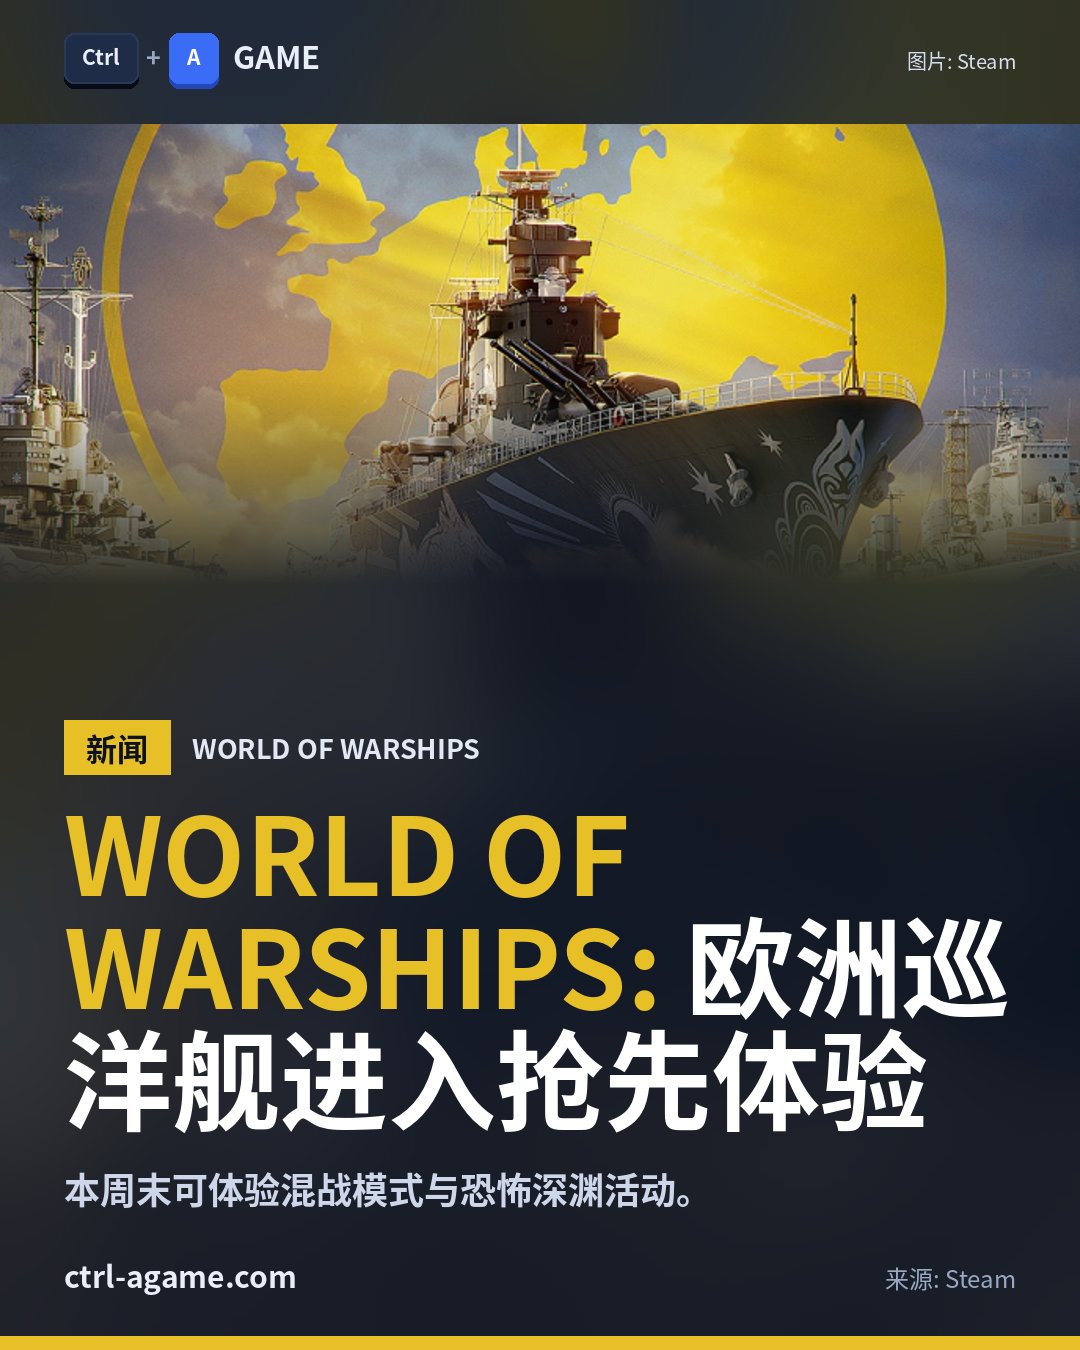 Ctrl + A GAME
图片: Steam
新闻 WORLD OF WARSHIPS
WORLD OF
WARSHIPS: 欧洲巡
洋舰进入抢先体验
本周末可体验混战模式与恐怖深渊活动。
ctrl-agame.com
来源: Steam